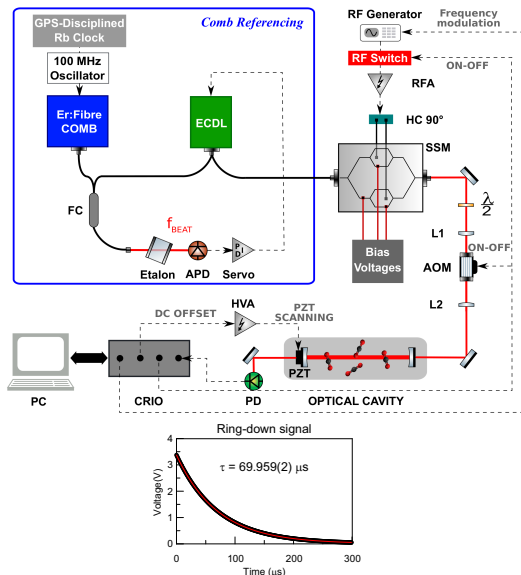 GPS-Disciplined
Rb Clock
Comb Referencing
RF Generator
Frequency
modulation
100 MHz
Oscillator
RF Switch
ON-OFF
RFA
Er:Fibre
COMB
ECDL
HC 90°
SSM
FC
λ
2
L1
f BEAT
Bias
Voltages
ON-OFF
AOM
P
I
D
Etalon
APD
Servo
L2
DC OFFSET
HVA
PZT
SCANNING
PZT
PC
CRIO
PD
OPTICAL CAVITY
Ring-down signal
τ = 69.959(2) μs
Voltage(V)
4
3
2
1
0
0
100
200
300
Time (μs)